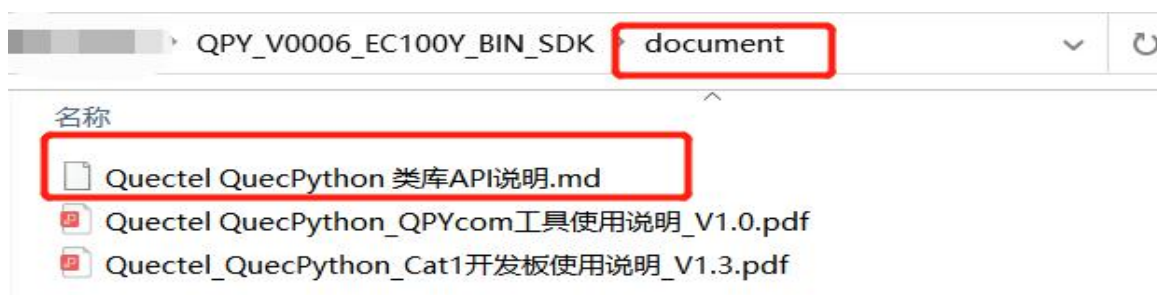 QPY_V0006_EC100Y_BIN_SDK document
名称
Quectel QuecPython 类库API说明.md
Quectel QuecPython_QPYcom工具使用说明_V1.0.pdf
Quectel_QuecPython_Cat1开发板使用说明_V1.3.pdf